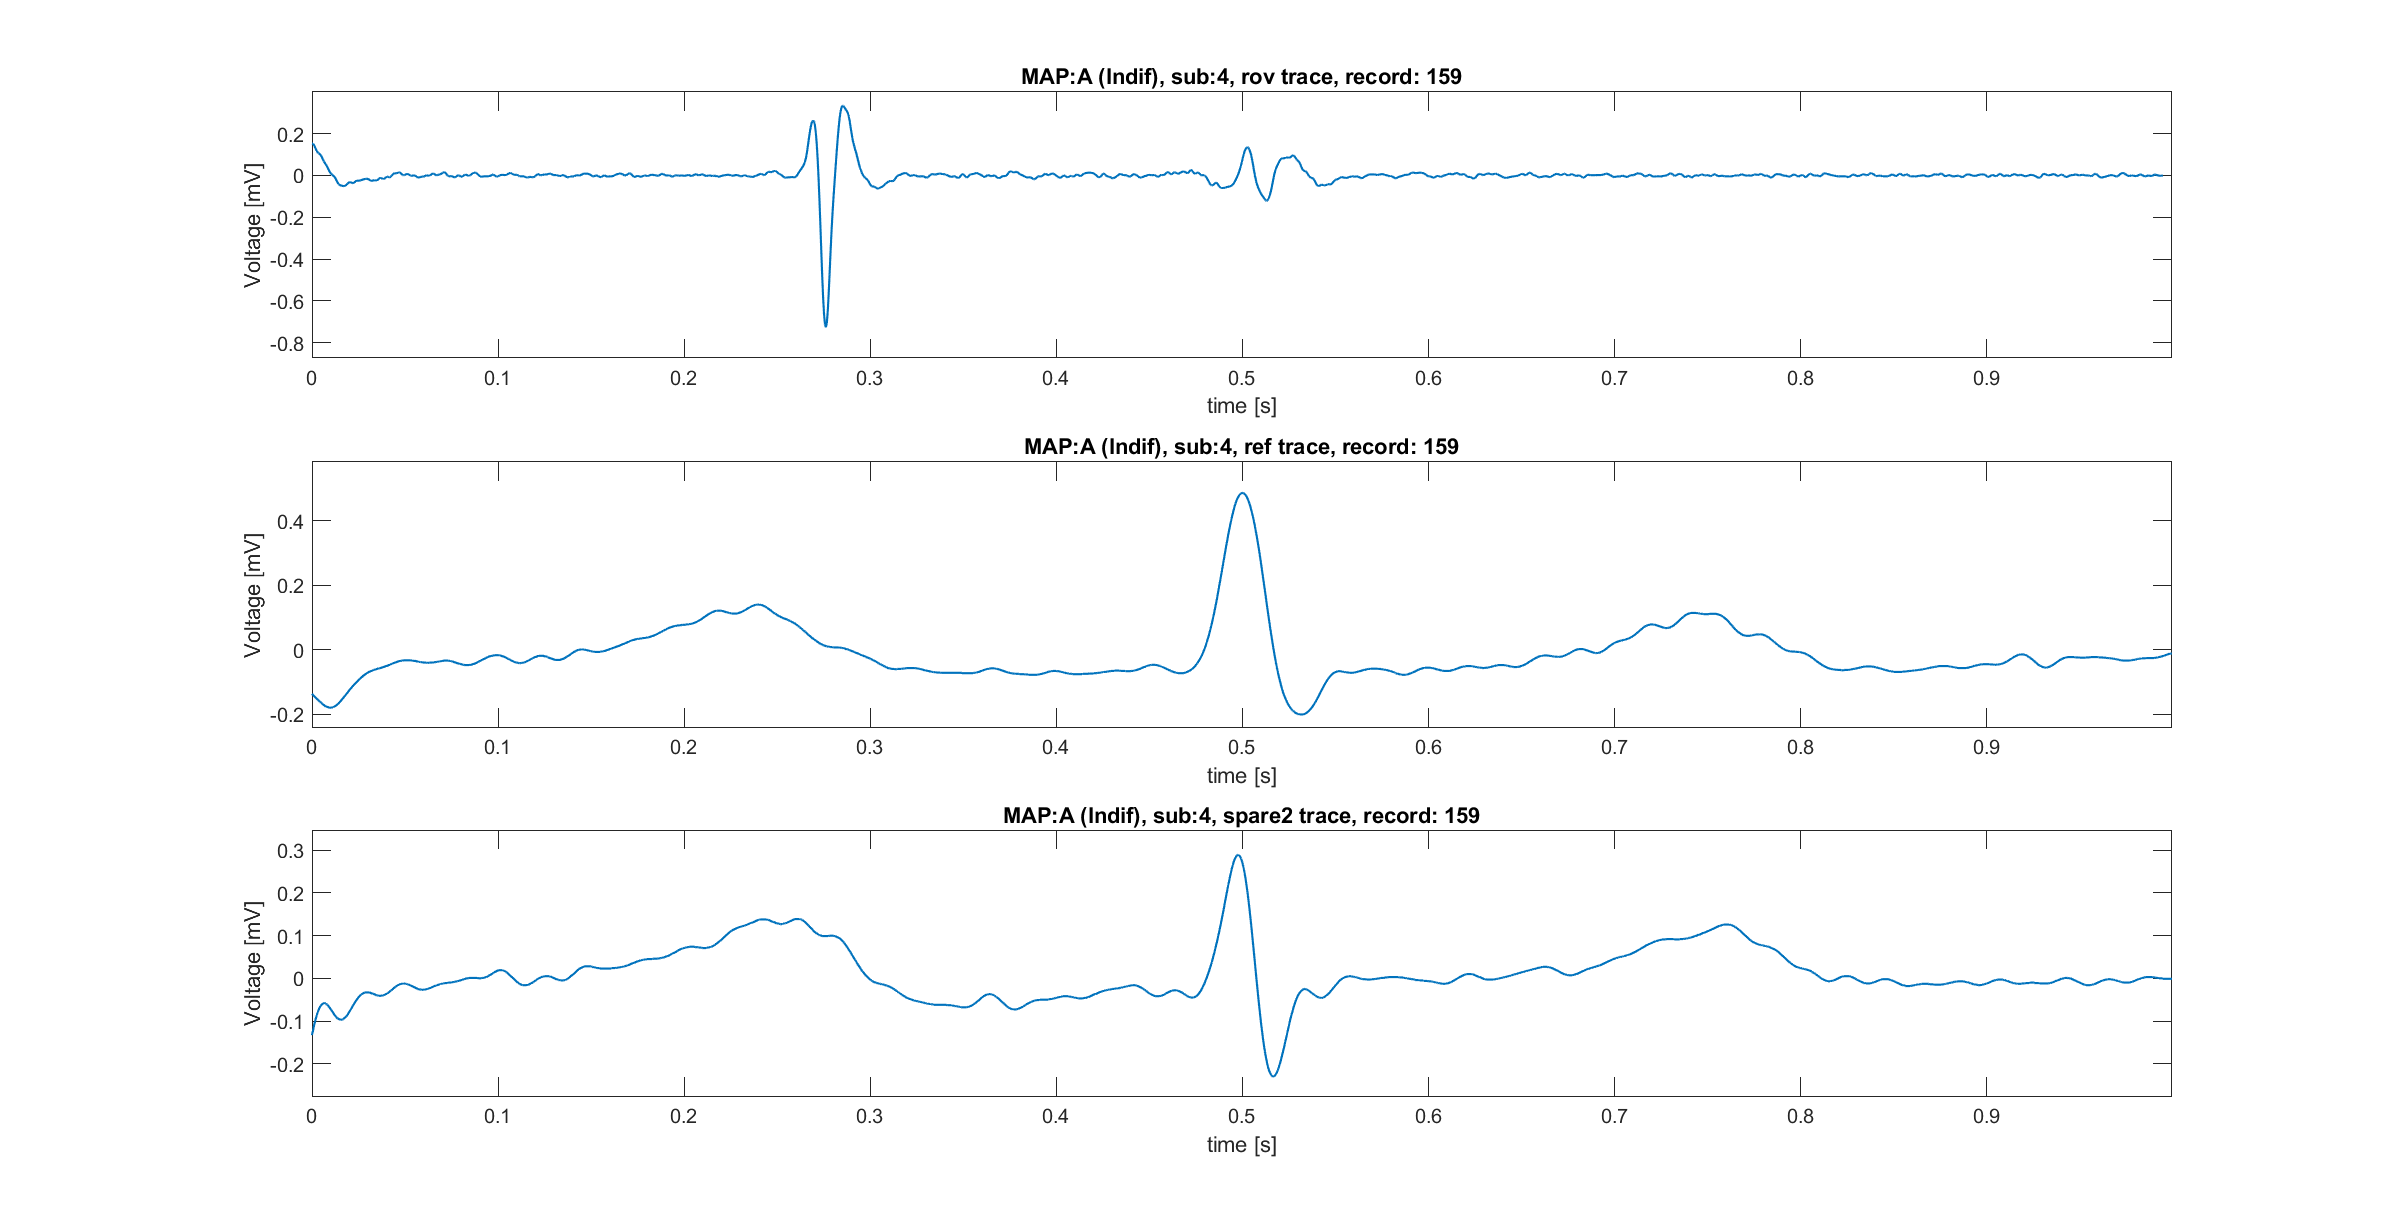 MAP:A (Indif), sub:4, rov trace, record: 159
Voltage [mV]
0.2
0
-0.2
-0.4
-0.6
-0.8
0 0.1 0.2 0.3 0.4 0.5 0.6 0.7 0.8 0.9
time [s]
MAP:A (Indif), sub:4, ref trace, record: 159
Voltage [mV]
0.4
0.2
0
-0.2
0 0.1 0.2 0.3 0.4 0.5 0.6 0.7 0.8 0.9
time [s]
MAP:A (Indif), sub:4, spare2 trace, record: 159
Voltage [mV]
0.3
0.2
0.1
0
-0.1
-0.2
0 0.1 0.2 0.3 0.4 0.5 0.6 0.7 0.8 0.9
time [s]